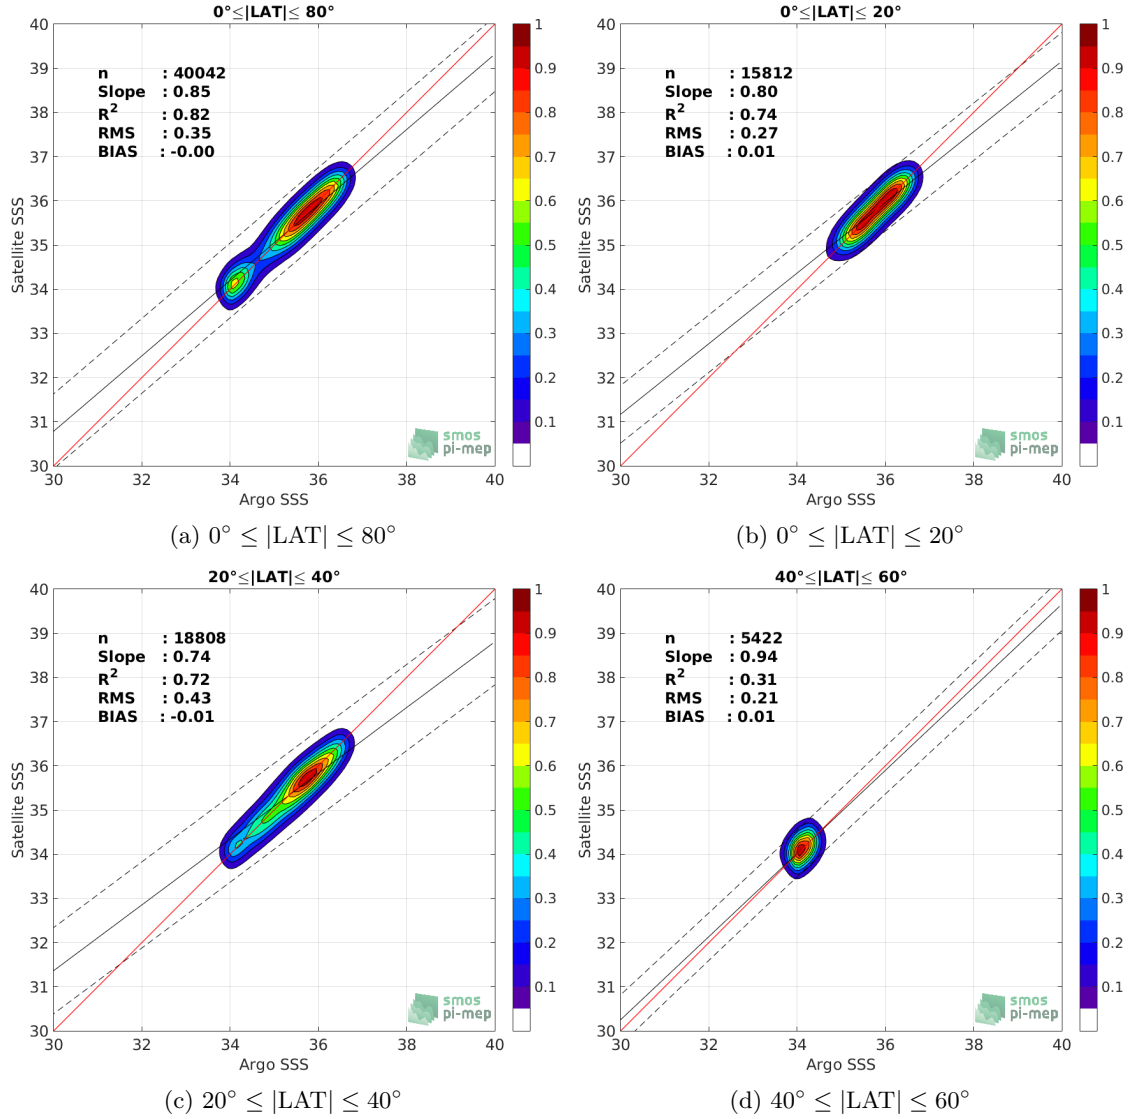 0°≤|LAT|≤ 80°
40
39
38
37
36
35
34
33
32
31
30
n : 40042
Slope : 0.85
R² : 0.82
RMS : 0.35
BIAS : -0.00
Satellite SSS
smos
pi-mep
30 32 34 36 38 40
Argo SSS
1
0.9
0.8
0.7
0.6
0.5
0.4
0.3
0.2
0.1
(a) 0° ≤ |LAT| ≤ 80°
0°≤|LAT|≤ 20°
40
39
38
37
36
35
34
33
32
31
30
n : 15812
Slope : 0.80
R² : 0.74
RMS : 0.27
BIAS : 0.01
Satellite SSS
smos
pi-mep
30 32 34 36 38 40
Argo SSS
1
0.9
0.8
0.7
0.6
0.5
0.4
0.3
0.2
0.1
(b) 0° ≤ |LAT| ≤ 20°
20°≤|LAT|≤ 40°
40
39
38
37
36
35
34
33
32
31
30
n : 18808
Slope : 0.74
R² : 0.72
RMS : 0.43
BIAS : -0.01
Satellite SSS
smos
pi-mep
30 32 34 36 38 40
Argo SSS
1
0.9
0.8
0.7
0.6
0.5
0.4
0.3
0.2
0.1
(c) 20° ≤ |LAT| ≤ 40°
40°≤|LAT|≤ 60°
40
39
38
37
36
35
34
33
32
31
30
n : 5422
Slope : 0.94
R² : 0.31
RMS : 0.21
BIAS : 0.01
Satellite SSS
smos
pi-mep
30 32 34 36 38 40
Argo SSS
1
0.9
0.8
0.7
0.6
0.5
0.4
0.3
0.2
0.1
(d) 40° ≤ |LAT| ≤ 60°